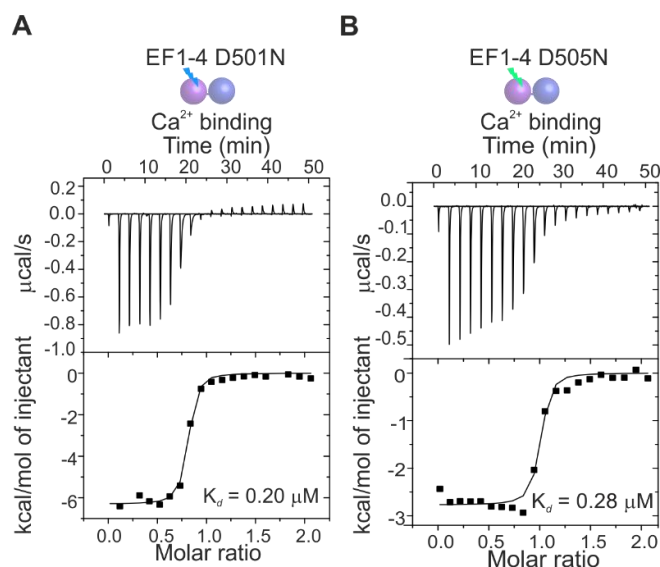 A
EF1-4 D501N
Ca²⁺ binding
Time (min)
0 10 20 30 40 50
0.2
0.0
-0.2
-0.4
-0.6
-0.8
-1.0
µcal/s
0
-2
-4
-6
kcal/mol of injectant
K_d = 0.20 µM
0.0 0.5 1.0 1.5 2.0
Molar ratio
B
EF1-4 D505N
Ca²⁺ binding
Time (min)
0 10 20 30 40 50
0.0
-0.1
-0.2
-0.3
-0.4
-0.5
µcal/s
0
-1
-2
-3
kcal/mol of injectant
K_d = 0.28 µM
0.0 0.5 1.0 1.5 2.0
Molar ratio